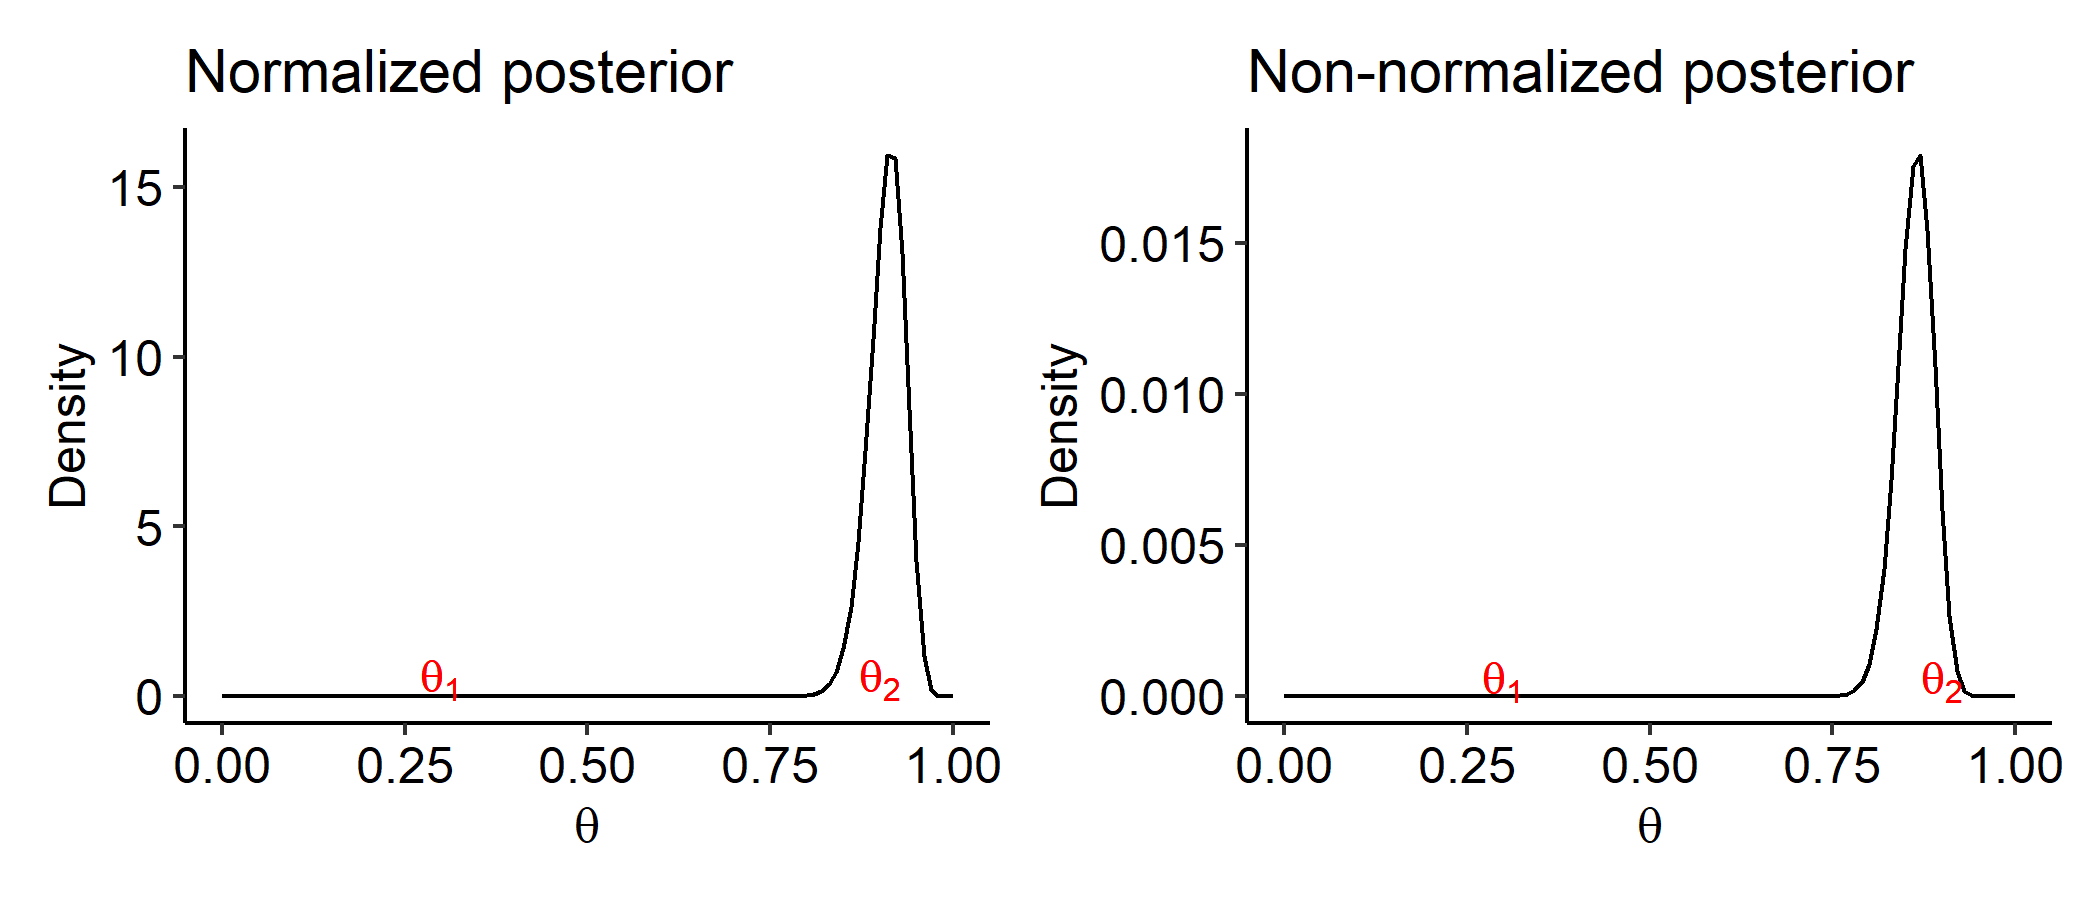 Normalized posterior
Density
15
10
5
0
θ₁
θ₂
0.00 0.25 0.50 0.75 1.00
θ
Non-normalized posterior
Density
0.015
0.010
0.005
0.000
θ₁
θ₂
0.00 0.25 0.50 0.75 1.00
θ